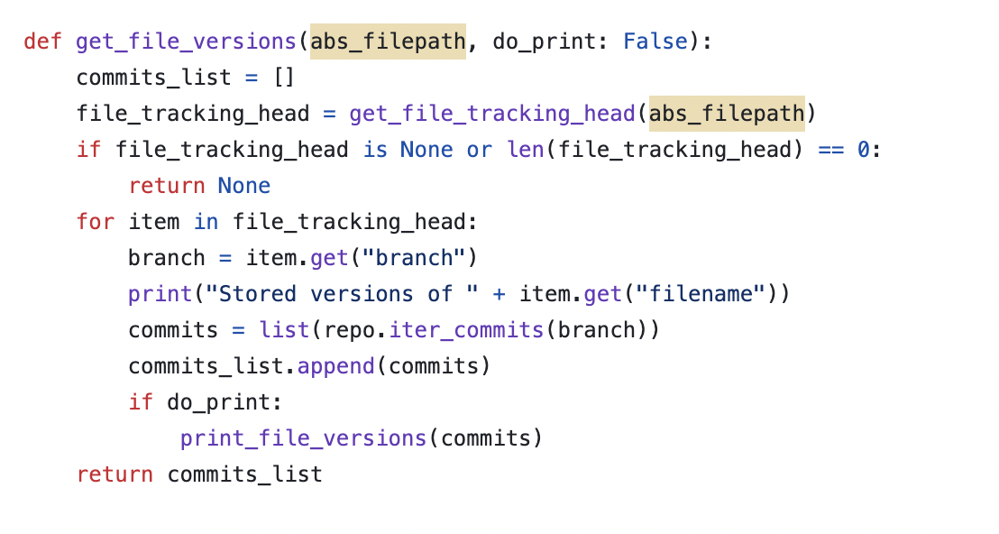 def get_file_versions(abs_filepath, do_print: False):
    commits_list = []
    file_tracking_head = get_file_tracking_head(abs_filepath)
    if file_tracking_head is None or len(file_tracking_head) == 0:
        return None
    for item in file_tracking_head:
        branch = item.get("branch")
        print("Stored versions of " + item.get("filename"))
        commits = list(repo.iter_commits(branch))
        commits_list.append(commits)
        if do_print:
            print_file_versions(commits)
    return commits_list